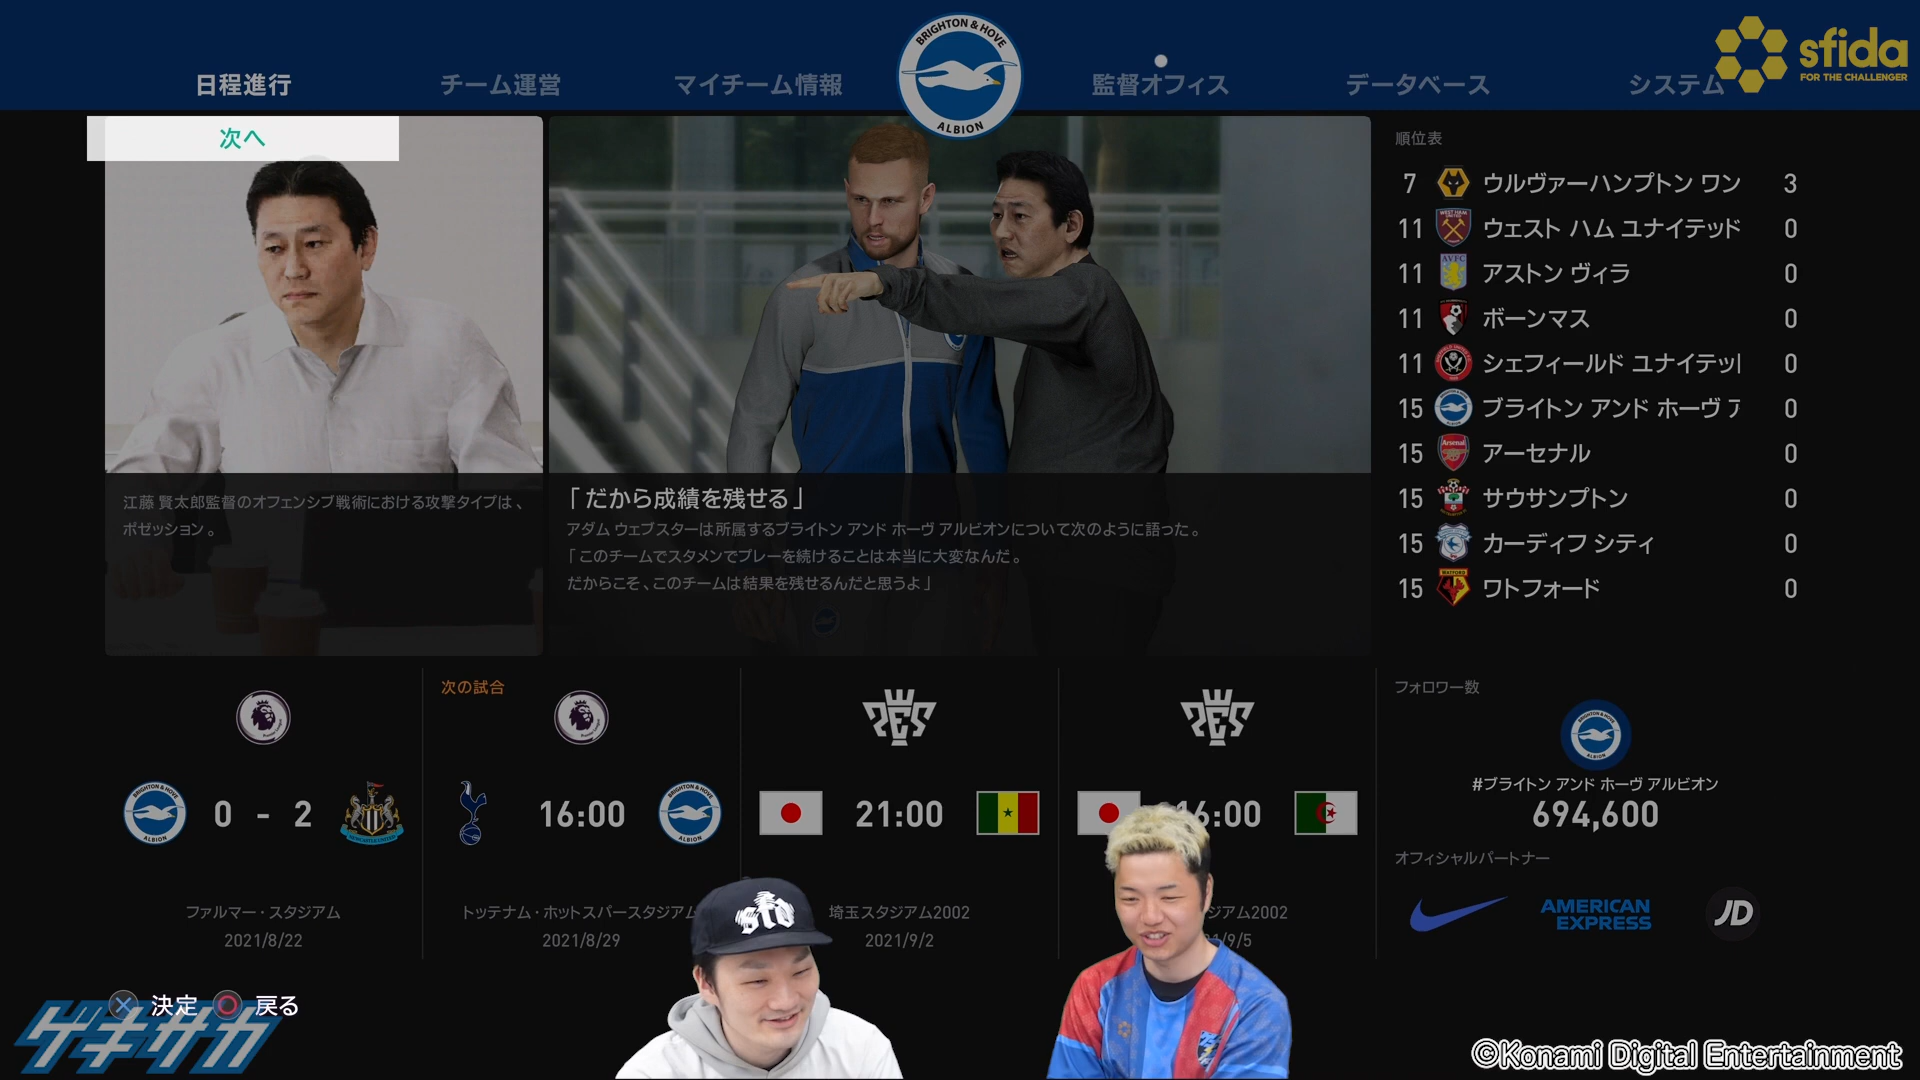 日程進行
チーム運営
マイチーム情報
BRIGHTON & HOVE
ALBION
監督オフィス
データベース
システム
sfida
FOR THE CHALLENGER
次へ
江藤 賢太郎監督のオフェンシブ戦術における攻撃タイプは、
ポゼッション。
「だから成績を残せる」
アダム ウェブスターは所属するブライトン アンド ホーヴ アルビオンについて次のように語った。
「このチームでスタメンでプレーを続けることは本当に大変なんだ。
だからこそ、このチームは結果を残せるんだと思うよ」
順位表
7 ウルヴァーハンプトン ワン 3
11 ウェスト ハム ユナイテッド 0
11 アストン ヴィラ 0
11 ボーンマス 0
11 シェフィールド ユナイテッ 0
15 ブライトン アンド ホーヴ ア 0
15 アーセナル 0
15 サウサンプトン 0
15 カーディフ シティ 0
15 ワトフォード 0
0 - 2
ファルマー・スタジアム
2021/8/22
次の試合
16:00
トッテナム・ホットスパースタジアム
2021/8/29
PES
21:00
埼玉スタジアム2002
2021/9/2
PES
16:00
ジアム2002
1/9/5
フォロワー数
#ブライトン アンド ホーヴ アルビオン
694,600
オフィシャルパートナー
AMERICAN
EXPRESS
JD
決定 戻る
ゲキサカ
©Konami Digital Entertainment